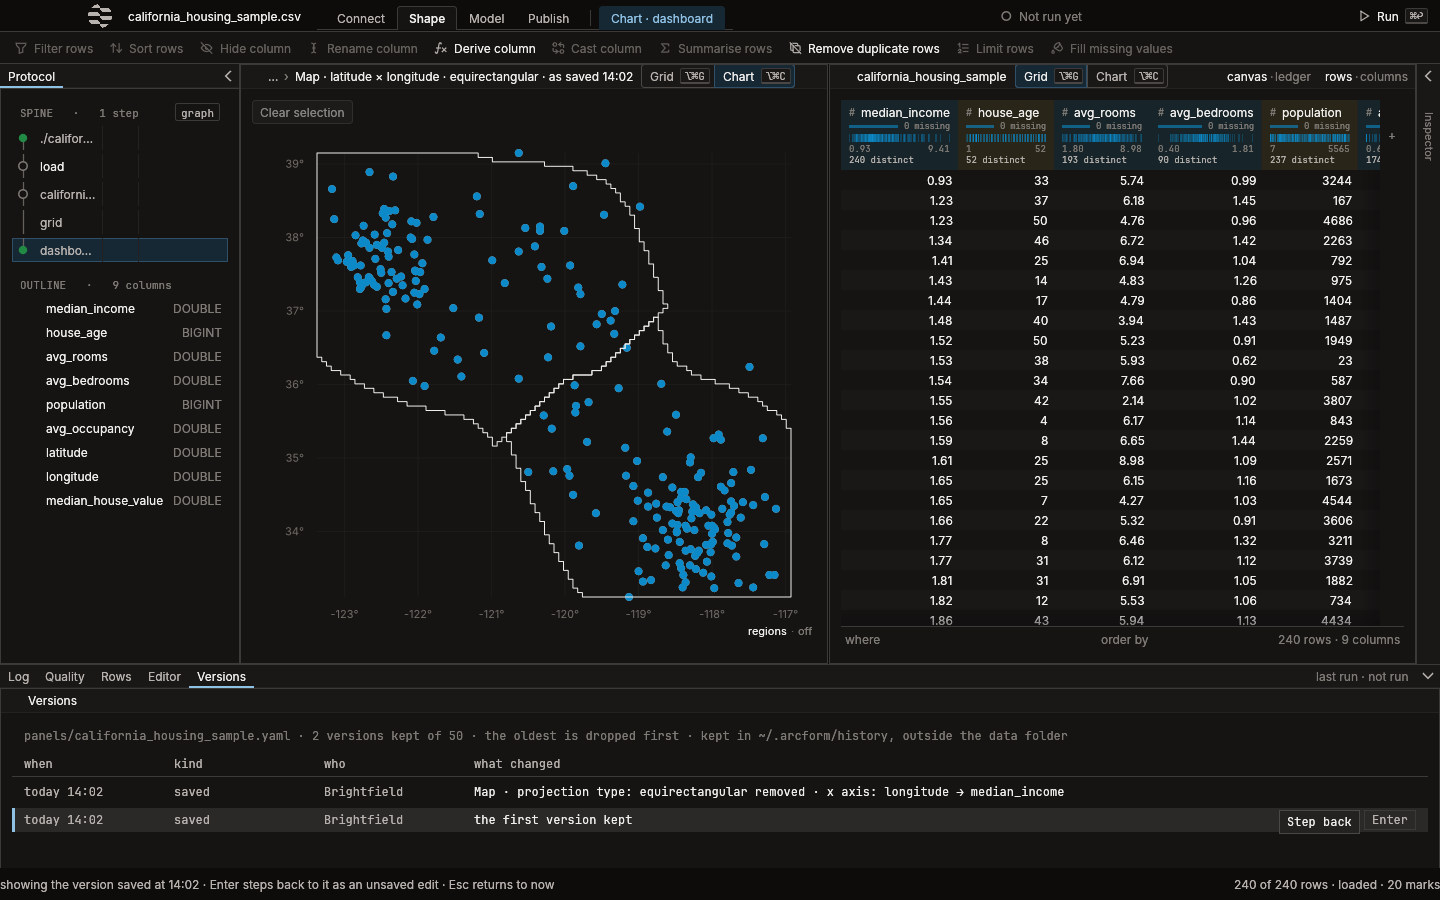 california_housing_sample.csv Connect Shape Model Publish Chart · dashboard Not run yet Run ⌘⏎
Filter rows Sort rows Hide column Rename column Derive column Cast column Summarise rows Remove duplicate rows Limit rows Fill missing values
Protocol
SPINE · 1 step graph
./califor...
load
californi...
grid
dashbo...
OUTLINE · 9 columns
median_income DOUBLE
house_age BIGINT
avg_rooms DOUBLE
avg_bedrooms DOUBLE
population BIGINT
avg_occupancy DOUBLE
latitude DOUBLE
longitude DOUBLE
median_house_value DOUBLE
... › Map · latitude × longitude · equirectangular · as saved 14:02 Grid ⌥⌘G Chart ⌥⌘C
Clear selection
39°
38°
37°
36°
35°
34°
-123° -122° -121° -120° -119° -118° -117°
regions · off
california_housing_sample Grid ⌥⌘G Chart ⌥⌘C canvas · ledger rows · columns
# median_income # house_age # avg_rooms # avg_bedrooms # population #
0 missing 0 missing 0 missing 0 missing 0 missing
0.93 9.41 1 52 1.80 8.98 0.40 1.81 7 5565 0.6
240 distinct 52 distinct 193 distinct 90 distinct 237 distinct 174
+
0.93 33 5.74 0.99 3244
1.23 37 6.18 1.45 167
1.23 50 4.76 0.96 4686
1.34 46 6.72 1.42 2263
1.41 25 6.94 1.04 792
1.43 14 4.83 1.26 975
1.44 17 4.79 0.86 1404
1.48 40 3.94 1.43 1487
1.52 50 5.23 0.91 1949
1.53 38 5.93 0.62 23
1.54 34 7.66 0.90 587
1.55 42 2.14 1.02 3807
1.56 4 6.17 1.14 843
1.59 8 6.65 1.44 2259
1.61 25 8.98 1.09 2571
1.65 25 6.15 1.16 1673
1.65 7 4.27 1.03 4544
1.66 22 5.32 0.91 3606
1.77 8 6.46 1.32 3211
1.77 31 6.12 1.12 3739
1.81 31 6.91 1.05 1882
1.82 12 5.53 1.06 734
1.86 43 5.94 1.13 4434
where order by 240 rows · 9 columns
Inspector
Log Quality Rows Editor Versions last run · not run
Versions
panels/california_housing_sample.yaml · 2 versions kept of 50 · the oldest is dropped first · kept in ~/.arcform/history, outside the data folder
when kind who what changed
today 14:02 saved Brightfield Map · projection type: equirectangular removed · x axis: longitude → median_income
today 14:02 saved Brightfield the first version kept Step back Enter
showing the version saved at 14:02 · Enter steps back to it as an unsaved edit · Esc returns to now 240 of 240 rows · loaded · 20 marks